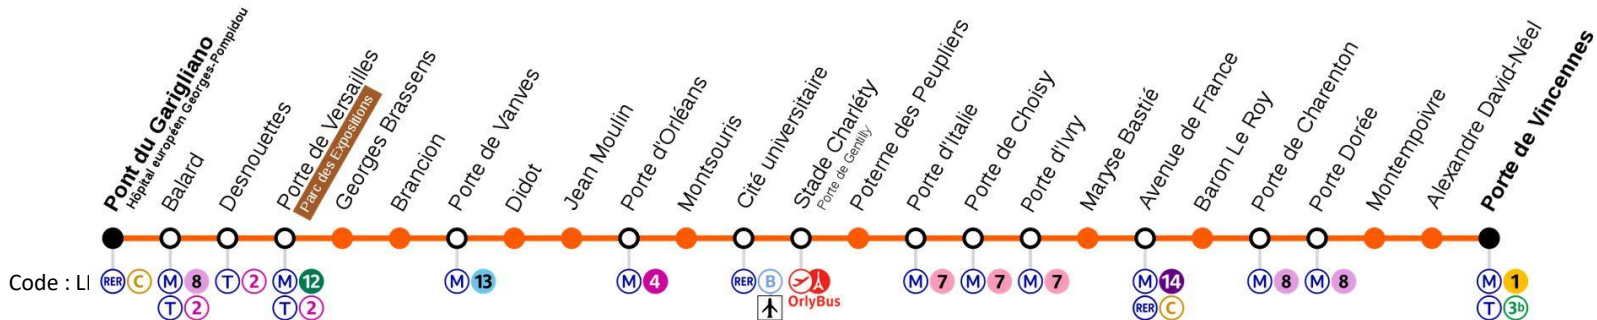 Pont du Garigliano
Hôpital européen Georges-Pompidou
Balard
Desnouettes
Porte de Versailles
Parc des Expositions
Georges Brassens
Brancion
Porte de Vanves
Didot
Jean Moulin
Porte d'Orléans
Montsouris
Cité universitaire
Stade Charléty
Porte de Gentilly
Poterne des Peupliers
Porte d'Italie
Porte de Choisy
Porte d'Ivry
Maryse Bastié
Avenue de France
Baron Le Roy
Porte de Charenton
Porte Dorée
Montempoivre
Alexandra David-Néel
Porte de Vincennes
Code :
RER C
M 8
T 2
T 2
M 12
T 2
M 13
M 4
RER B
OrlyBus
M 7
M 7
M 7
M 14
RER C
M 8
M 8
M 1
T 3b